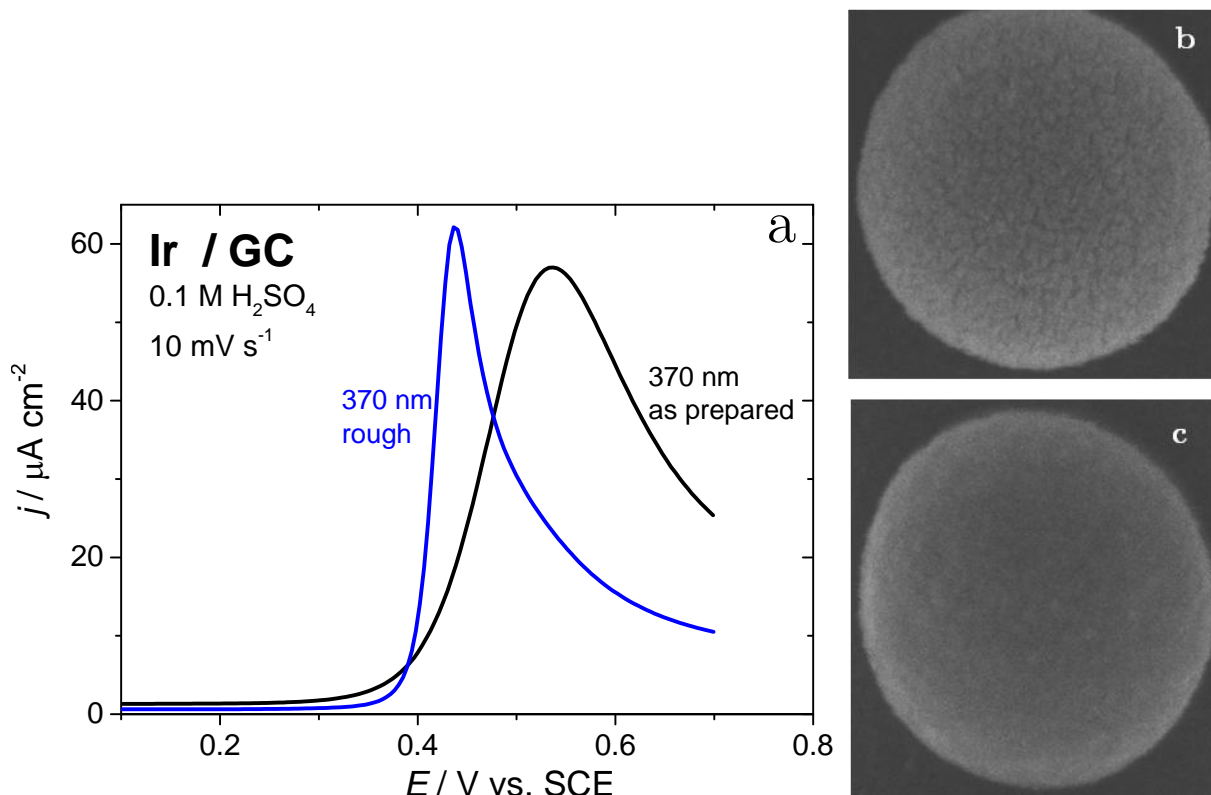 a
b
c
Ir / GC
0.1 M H₂SO₄
10 mV s⁻¹
370 nm
rough
370 nm
as prepared
j / μA cm⁻²
60
40
20
0
0.2 0.4 0.6 0.8
E / V vs. SCE